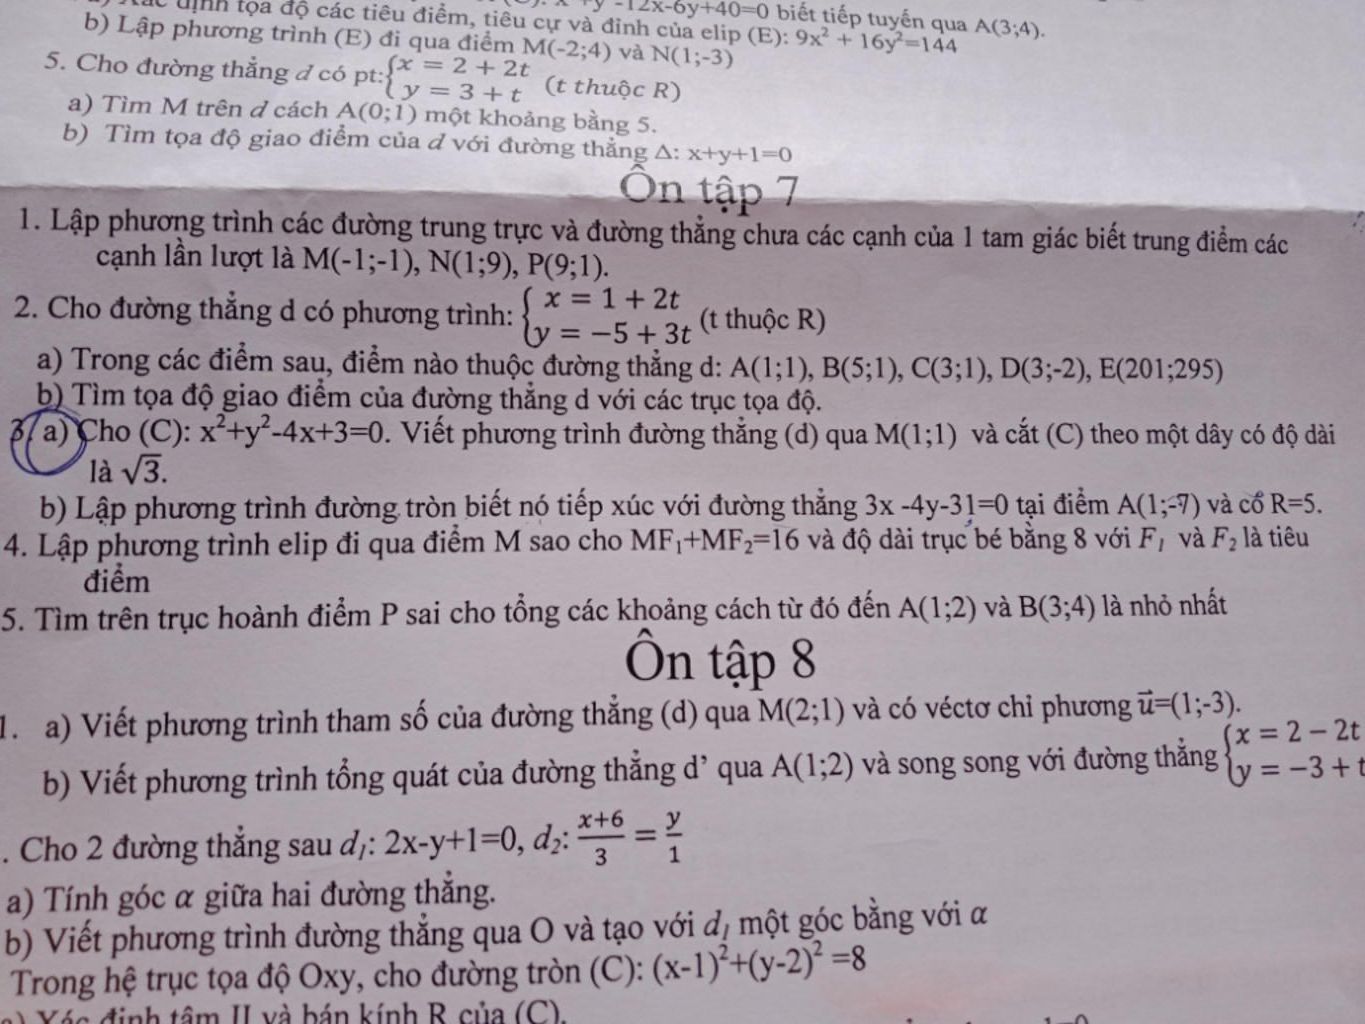 định tọa độ các tiêu điểm, tiêu cự và đỉnh của elip (E): 9x²+16y²=144
-12x-6y+40=0 biết tiếp tuyến qua A(3;4).
b) Lập phương trình (E) đi qua điểm M(-2;4) và N(1;-3)
5. Cho đường thẳng d có pt: {x = 2 + 2t
y = 3 + t (t thuộc R)
a) Tìm M trên d cách A(0;1) một khoảng bằng 5.
b) Tìm tọa độ giao điểm của d với đường thẳng Δ: x+y+1=0
Ôn tập 7
1. Lập phương trình các đường trung trực và đường thẳng chưa các cạnh của 1 tam giác biết trung điểm các
cạnh lần lượt là M(-1;-1), N(1;9), P(9;1).
2. Cho đường thẳng d có phương trình: {x = 1 + 2t
y = −5 + 3t (t thuộc R)
a) Trong các điểm sau, điểm nào thuộc đường thẳng d: A(1;1), B(5;1), C(3;1), D(3;-2), E(201;295)
b) Tìm tọa độ giao điểm của đường thẳng d với các trục tọa độ.
3/ a) Cho (C): x²+y²-4x+3=0. Viết phương trình đường thẳng (d) qua M(1;1) và cắt (C) theo một dây có độ dài
là √3.
b) Lập phương trình đường tròn biết nó tiếp xúc với đường thẳng 3x -4y-31=0 tại điểm A(1;-7) và có R=5.
4. Lập phương trình elip đi qua điểm M sao cho MF₁+MF₂=16 và độ dài trục bé bằng 8 với F₁ và F₂ là tiêu
điểm
5. Tìm trên trục hoành điểm P sai cho tổng các khoảng cách từ đó đến A(1;2) và B(3;4) là nhỏ nhất
Ôn tập 8
1. a) Viết phương trình tham số của đường thẳng (d) qua M(2;1) và có véctơ chỉ phương u⃗=(1;-3).
b) Viết phương trình tổng quát của đường thẳng d’ qua A(1;2) và song song với đường thẳng {x = 2 − 2t
y = −3 + t
. Cho 2 đường thẳng sau d₁: 2x-y+1=0, d₂: (x+6)/3 = y/1
a) Tính góc α giữa hai đường thẳng.
b) Viết phương trình đường thẳng qua O và tạo với d₁ một góc bằng với α
Trong hệ trục tọa độ Oxy, cho đường tròn (C): (x-1)²+(y-2)² =8
a) Xác định tâm II và bán kính R của (C).